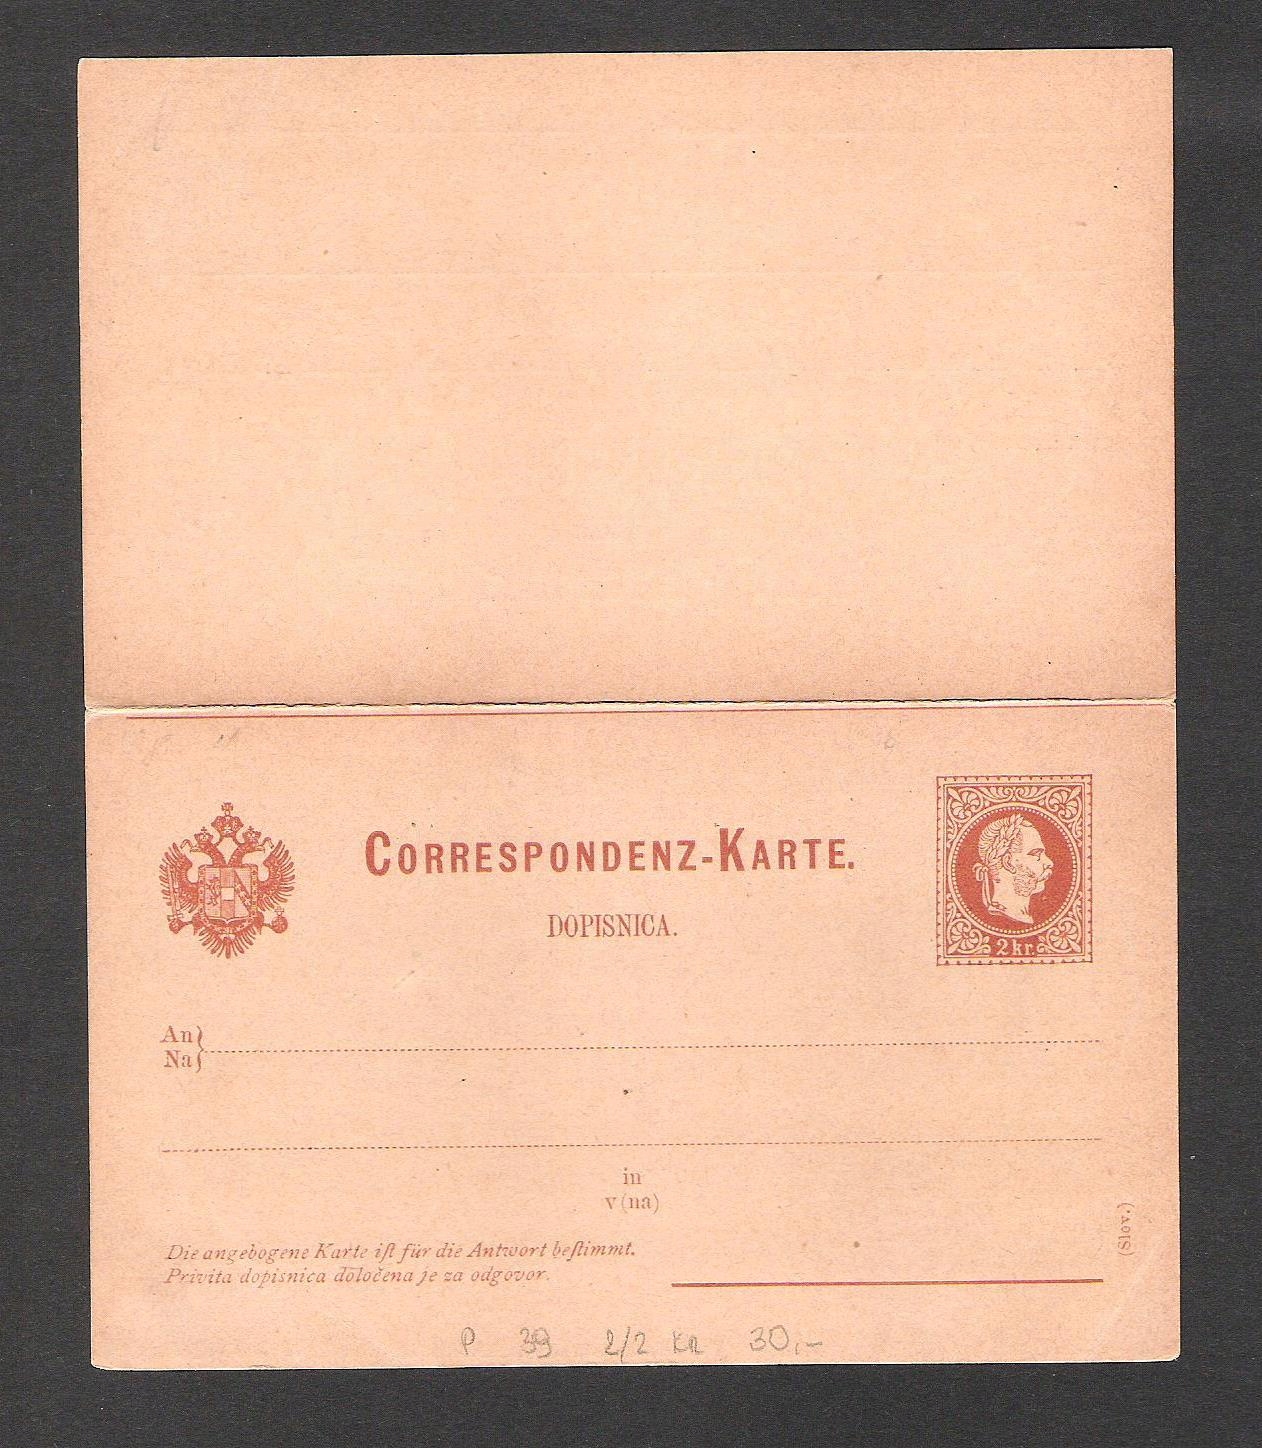 CORRESPONDENZ-KARTE.
DOPISNICA.
2 kr.
An
Na
in
v (na)
(Slov.)
Die angebogene Karte iſt für die Antwort beſtimmt.
Privita dopisnica določena je za odgovor.
P 39 2/2 KR 30,-